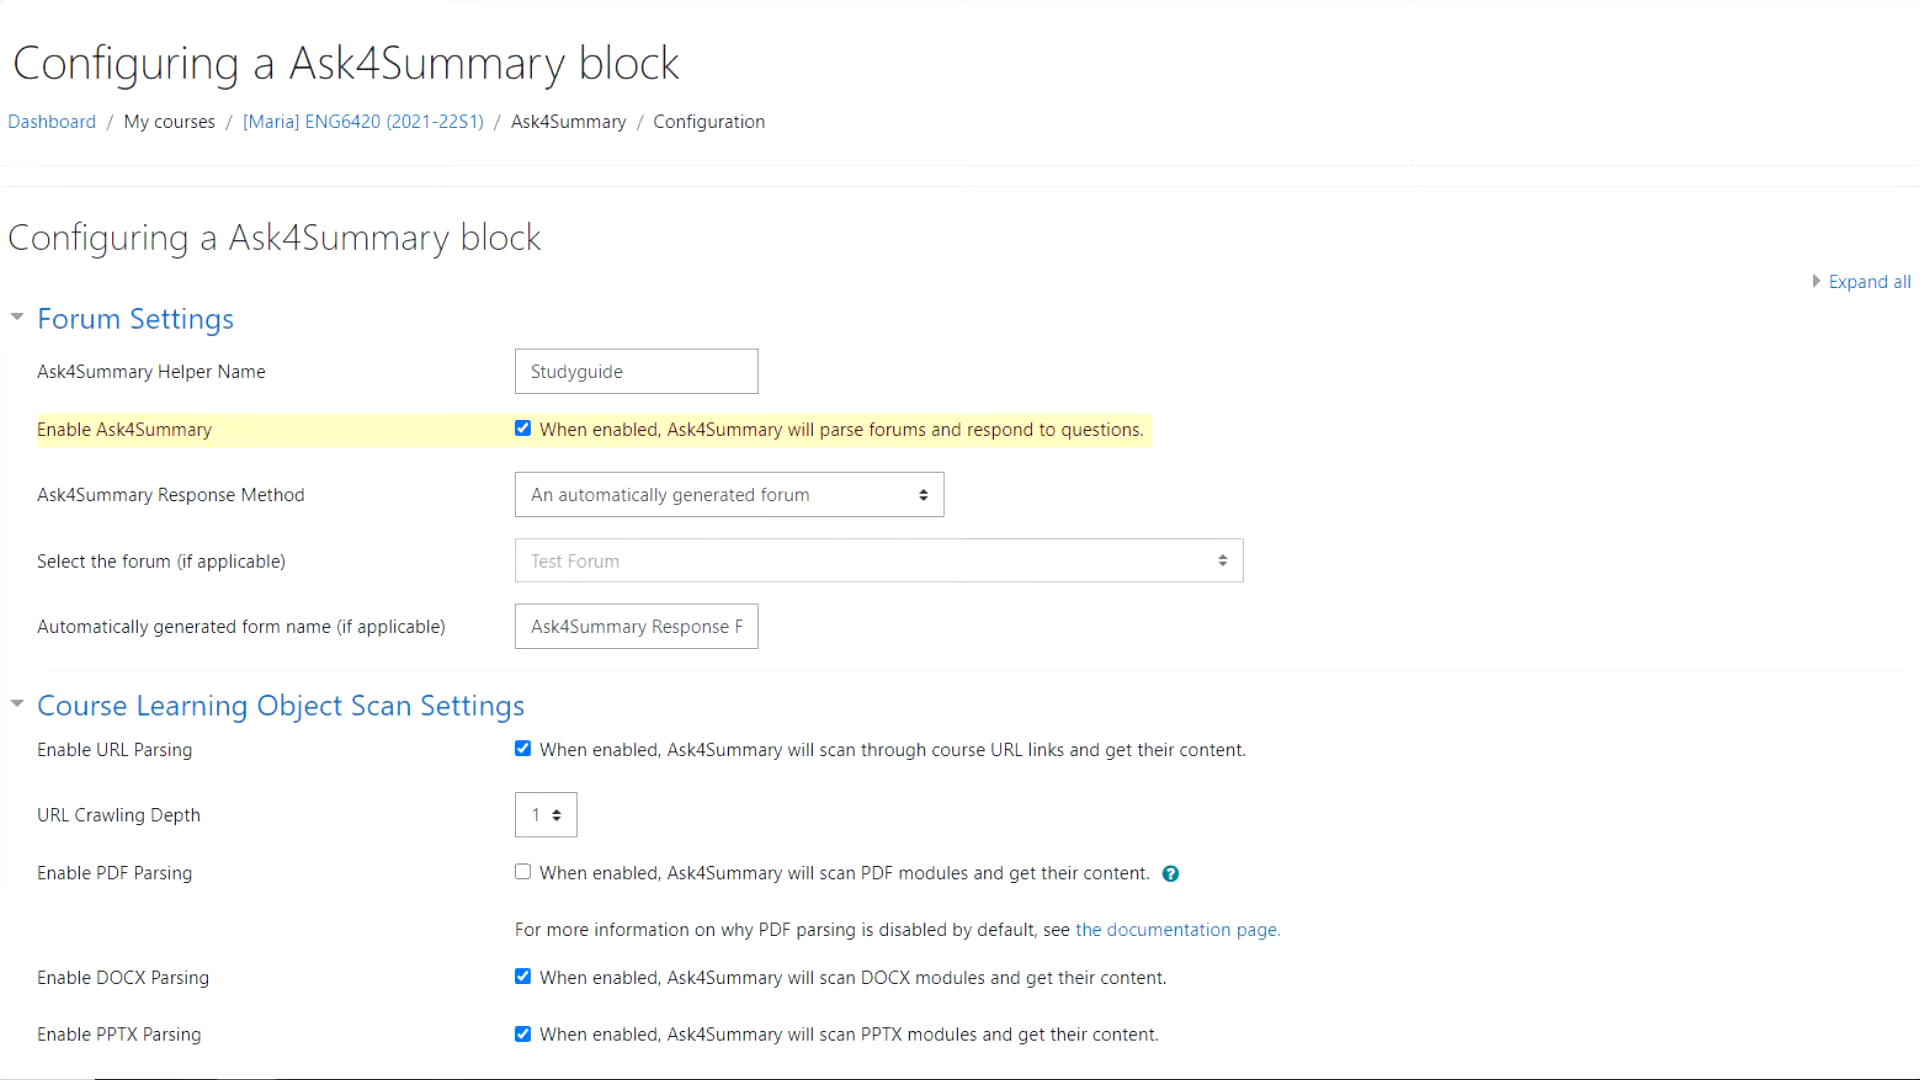 Configuring a Ask4Summary block
Dashboard / My courses / [Maria] ENG6420 (2021-22S1) / Ask4Summary / Configuration
Configuring a Ask4Summary block
Expand all
Forum Settings
Ask4Summary Helper Name Studyguide
Enable Ask4Summary When enabled, Ask4Summary will parse forums and respond to questions.
Ask4Summary Response Method An automatically generated forum
Select the forum (if applicable) Test Forum
Automatically generated form name (if applicable) Ask4Summary Response F
Course Learning Object Scan Settings
Enable URL Parsing When enabled, Ask4Summary will scan through course URL links and get their content.
URL Crawling Depth 1
Enable PDF Parsing When enabled, Ask4Summary will scan PDF modules and get their content. ?
For more information on why PDF parsing is disabled by default, see the documentation page.
Enable DOCX Parsing When enabled, Ask4Summary will scan DOCX modules and get their content.
Enable PPTX Parsing When enabled, Ask4Summary will scan PPTX modules and get their content.